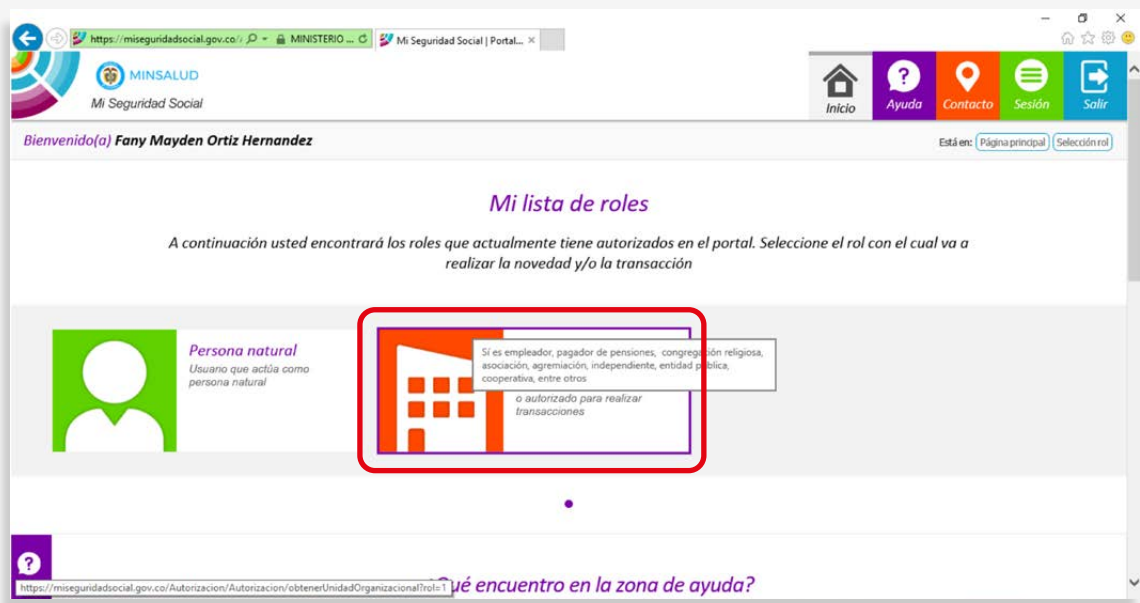 https://miseguridadsocial.gov.co/
MINISTERIO ...
Mi Seguridad Social | Portal...
MINSALUD
Mi Seguridad Social
Inicio
Ayuda
Contacto
Sesión
Salir
Bienvenido(a) Fany Mayden Ortiz Hernandez
Está en: Página principal Selección rol
Mi lista de roles
A continuación usted encontrará los roles que actualmente tiene autorizados en el portal. Seleccione el rol con el cual va a
realizar la novedad y/o la transacción
Persona natural
Usuario que actúa como
persona natural
Sí es empleador, pagador de pensiones, congregación religiosa,
asociación, agremiación, independiente, entidad pública,
cooperativa, entre otros
o autorizado para realizar
transacciones
ué encuentro en la zona de ayuda?
https://miseguridadsocial.gov.co/Autorizacion/Autorizacion/obtenerUnidadOrganizacional?rol=1